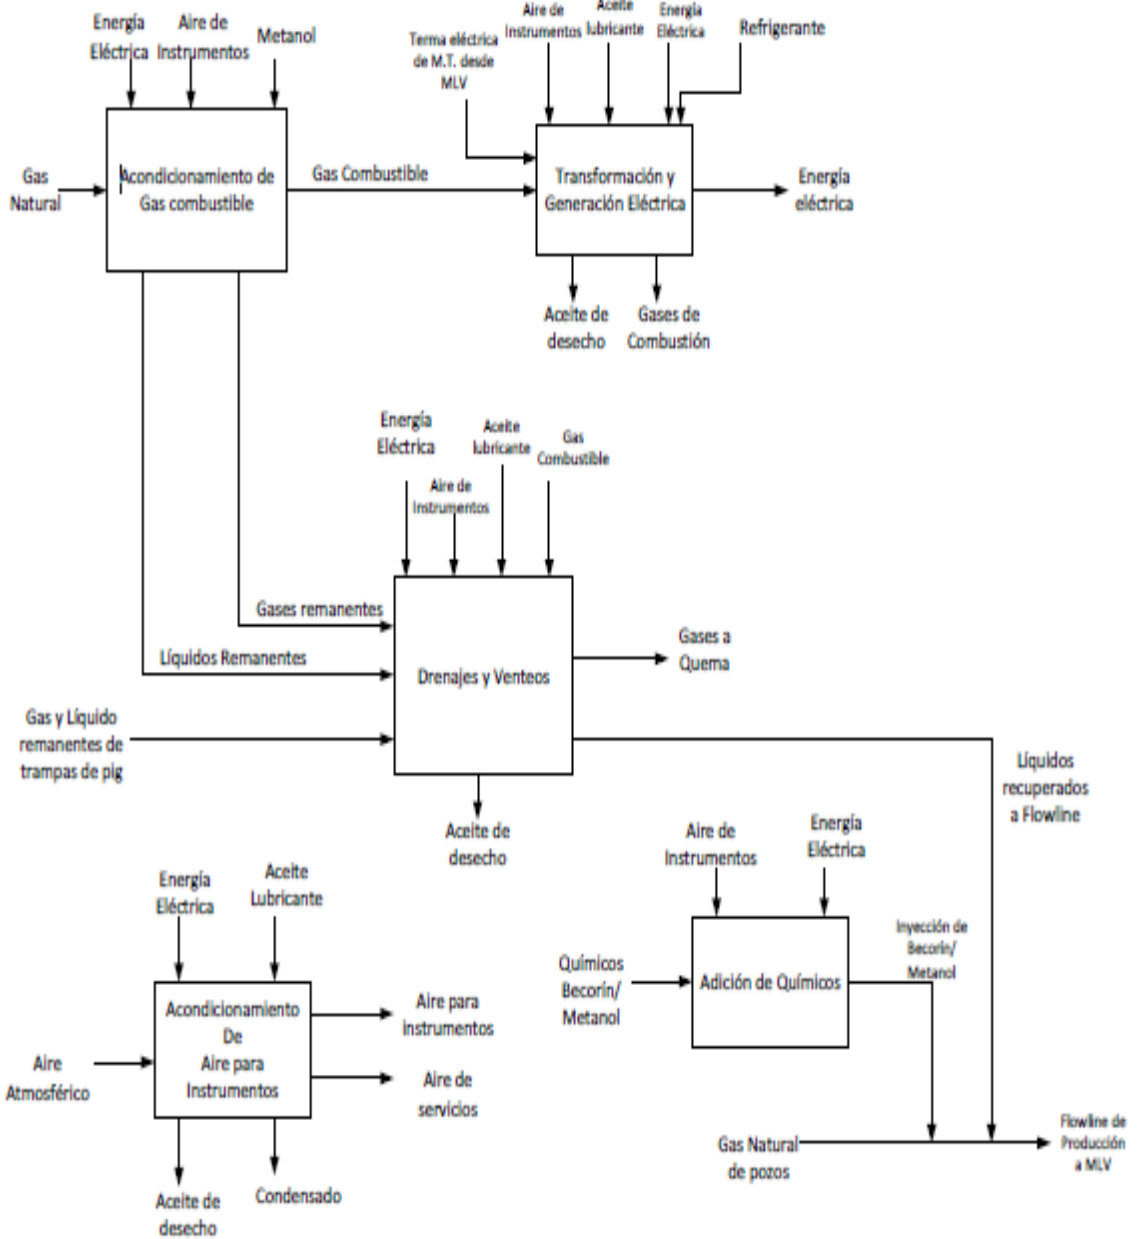 Energía
Eléctrica
Aire de
Instrumentos
Metanol
Terma eléctrica
de M.T. desde
MLV
Aire de
Instrumentos
Aceite
lubricante
Energía
Eléctrica
Refrigerante
Gas
Natural
Acondicionamiento de
Gas combustible
Gas Combustible
Transformación y
Generación Eléctrica
Energía
eléctrica
Aceite de
desecho
Gases de
Combustión
Energía
Eléctrica
Aire de
Instrumentos
Aceite
lubricante
Gas
Combustible
Gases remanentes
Líquidos Remanentes
Gas y Líquido
remanentes de
trampas de pig
Drenajes y Venteos
Gases a
Quema
Líquidos
recuperados
a Flowline
Aceite de
desecho
Energía
Eléctrica
Aceite
Lubricante
Aire
Atmosférico
Acondicionamiento
De
Aire para
Instrumentos
Aire para
instrumentos
Aire de
servicios
Aceite de
desecho
Condensado
Aire de
Instrumentos
Energía
Eléctrica
Químicos
Becorín/
Metanol
Adición de Químicos
Inyección de
Becorín/
Metanol
Gas Natural
de pozos
Flowline de
Producción
a MLV